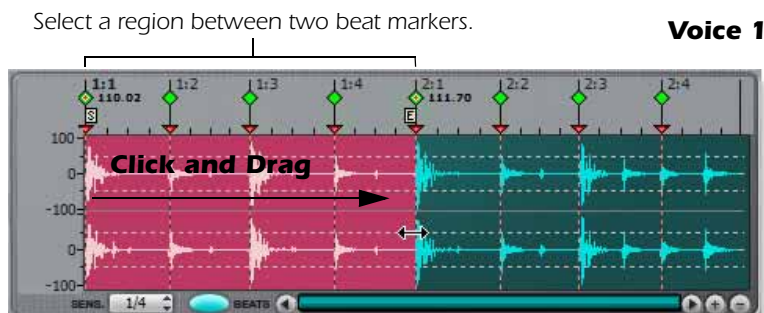 Select a region between two beat markers.
Voice 1
1:1 1:2 1:3 1:4 2:1 2:2 2:3 2:4
110.02 111.70
S E
100
Click and Drag
0
-100
0
-100
SENS. 1/4 BEATS